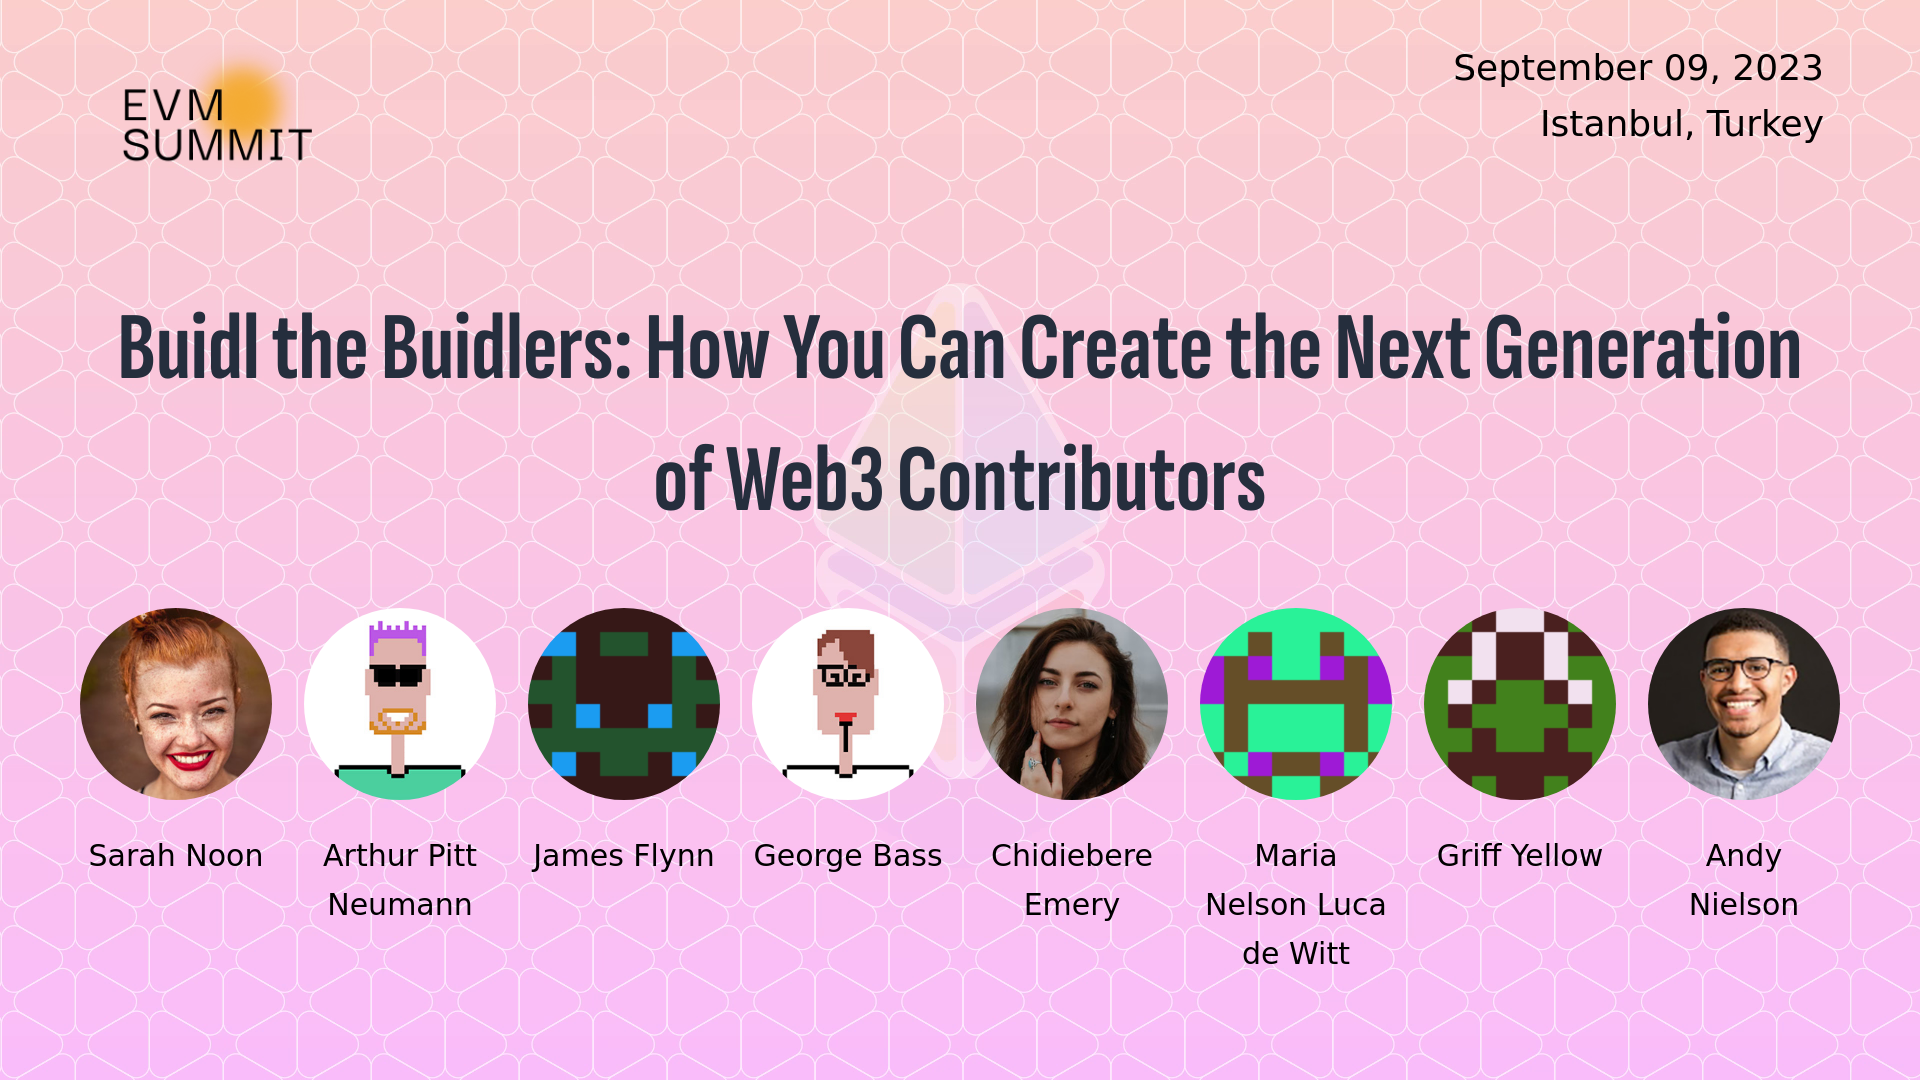 EVM
SUMMIT
September 09, 2023
Istanbul, Turkey
Buidl the Buidlers: How You Can Create the Next Generation
of Web3 Contributors
Sarah Noon
Arthur Pitt
Neumann
James Flynn
George Bass
Chidiebere
Emery
Maria
Nelson Luca
de Witt
Griff Yellow
Andy
Nielson